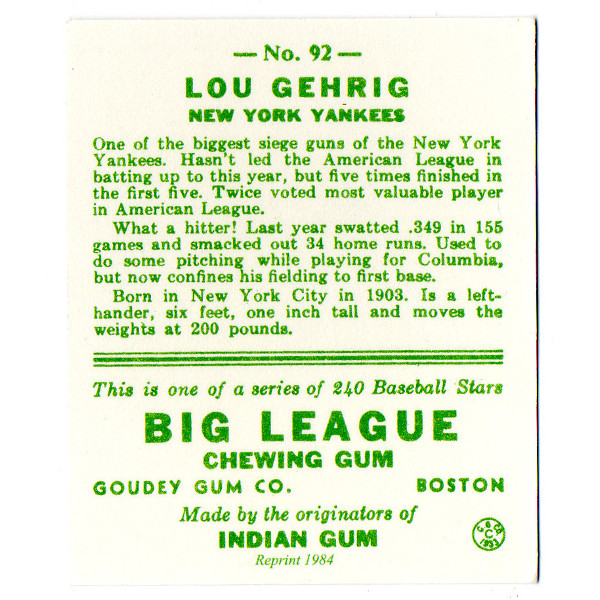 — No. 92 —
LOU GEHRIG
NEW YORK YANKEES
One of the biggest siege guns of the New York
Yankees. Hasn't led the American League in
batting up to this year, but five times finished in
the first five. Twice voted most valuable player
in American League.
What a hitter! Last year swatted .349 in 155
games and smacked out 34 home runs. Used to
do some pitching while playing for Columbia,
but now confines his fielding to first base.
Born in New York City in 1903. Is a left-
hander, six feet, one inch tall and moves the
weights at 200 pounds.
This is one of a series of 240 Baseball Stars
BIG LEAGUE
CHEWING GUM
GOUDEY GUM CO. BOSTON
Made by the originators of
INDIAN GUM
Reprint 1984
G. G. Co.
C
1933